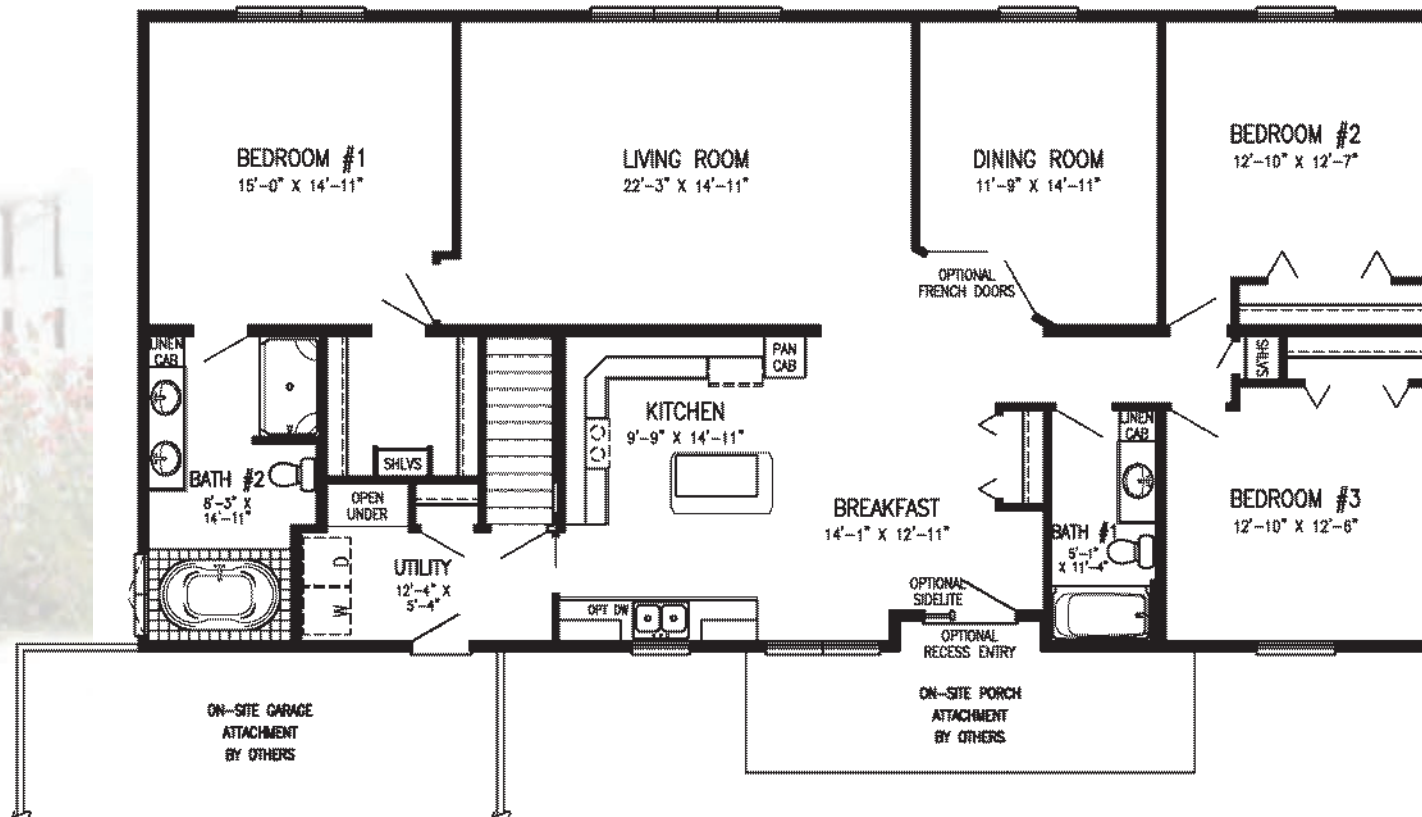 BEDROOM #1
15'-0" X 14'-11"
LIVING ROOM
22'-3" X 14'-11"
DINING ROOM
11'-9" X 14'-11"
BEDROOM #2
12'-10" X 12'-7"
OPTIONAL
FRENCH DOORS
LINEN
CAB
PAN
CAB
SHLVS
KITCHEN
9'-9" X 14'-11"
LINEN
CAB
SHLVS
BATH #2
8'-3" X
14'-11"
OPEN
UNDER
BREAKFAST
14'-1" X 12'-11"
BEDROOM #3
12'-10" X 12'-6"
BATH #1
5'-1"
X 11'-4"
D
W
UTILITY
12'-4" X
5'-4"
OPTIONAL
SIDELITE
OPT DW
OPTIONAL
RECESS ENTRY
ON-SITE GARAGE
ATTACHMENT
BY OTHERS
ON-SITE PORCH
ATTACHMENT
BY OTHERS